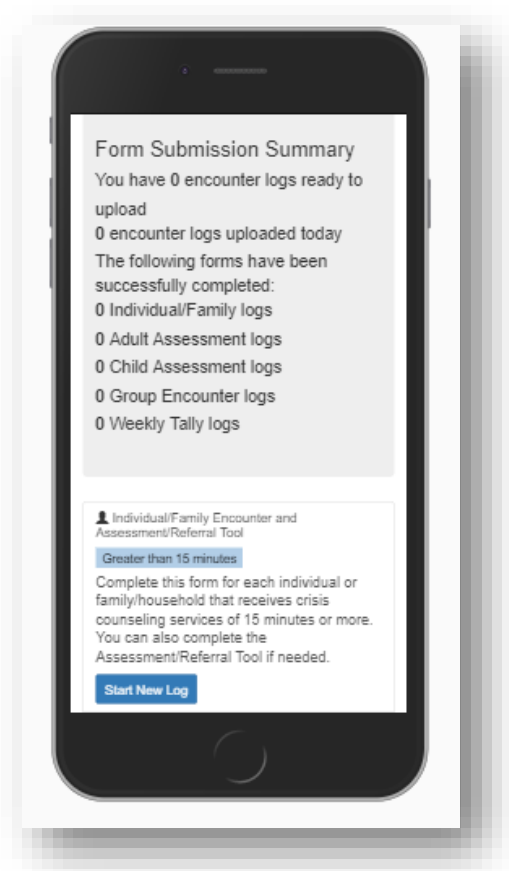 Form Submission Summary
You have 0 encounter logs ready to
upload
0 encounter logs uploaded today
The following forms have been
successfully completed:
0 Individual/Family logs
0 Adult Assessment logs
0 Child Assessment logs
0 Group Encounter logs
0 Weekly Tally logs
Individual/Family Encounter and
Assessment/Referral Tool
Greater than 15 minutes
Complete this form for each individual or
family/household that receives crisis
counseling services of 15 minutes or more.
You can also complete the
Assessment/Referral Tool if needed.
Start New Log